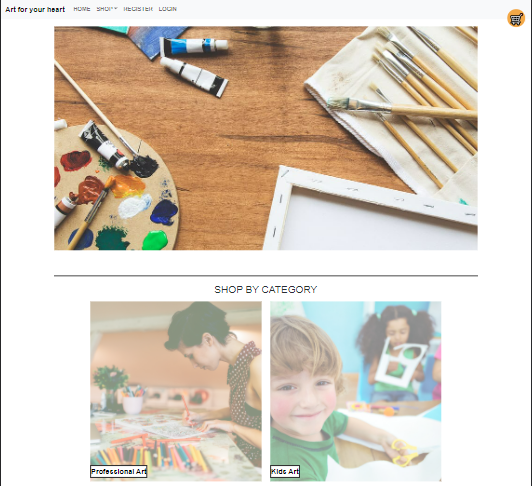 Art for your heart HOME SHOP REGISTER LOGIN
SHOP BY CATEGORY
Professional Art
Kids Art